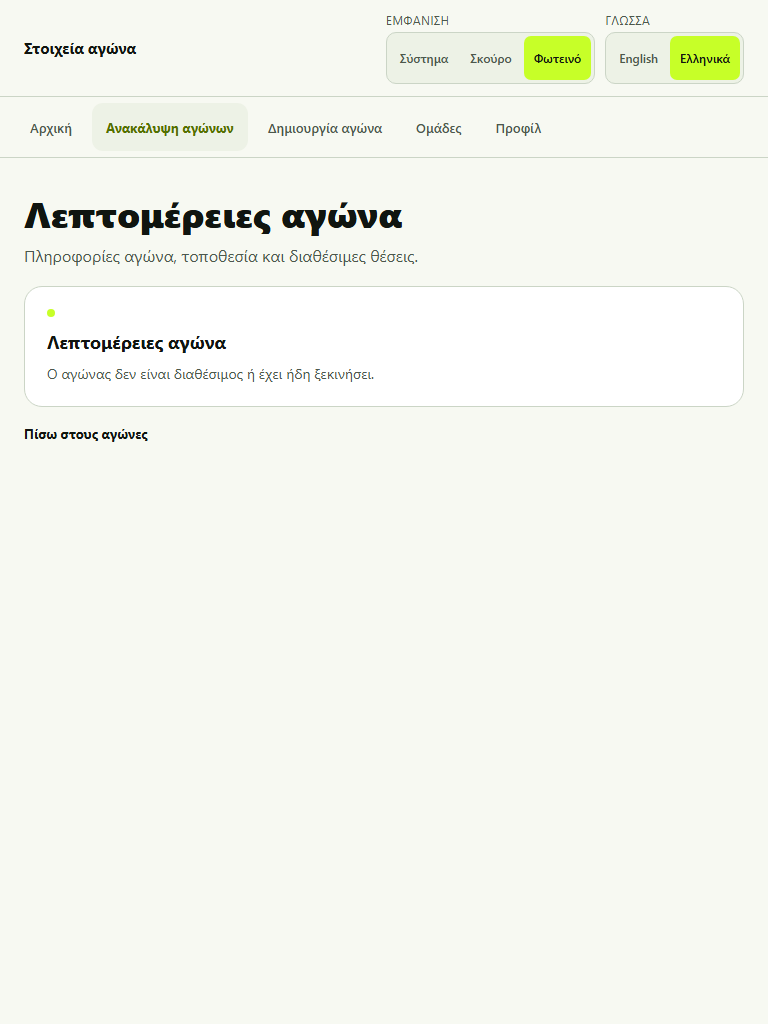 Στοιχεία αγώνα
ΕΜΦΑΝΙΣΗ
Σύστημα Σκούρο Φωτεινό
ΓΛΩΣΣΑ
English Ελληνικά
Αρχική Ανακάλυψη αγώνων Δημιουργία αγώνα Ομάδες Προφίλ
Λεπτομέρειες αγώνα
Πληροφορίες αγώνα, τοποθεσία και διαθέσιμες θέσεις.
Λεπτομέρειες αγώνα
Ο αγώνας δεν είναι διαθέσιμος ή έχει ήδη ξεκινήσει.
Πίσω στους αγώνες